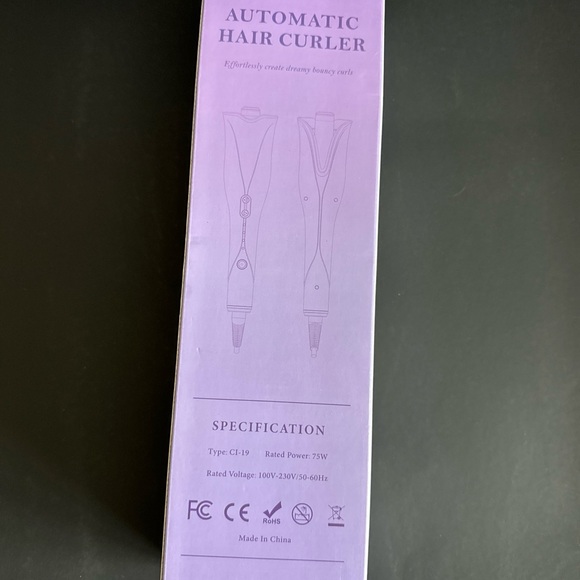 AUTOMATIC
HAIR CURLER
Effortlessly create dreamy bouncy curls
SPECIFICATION
Type: CI-19 Rated Power: 75W
Rated Voltage: 100V-230V/50-60Hz
FC CE RoHS
Made In China